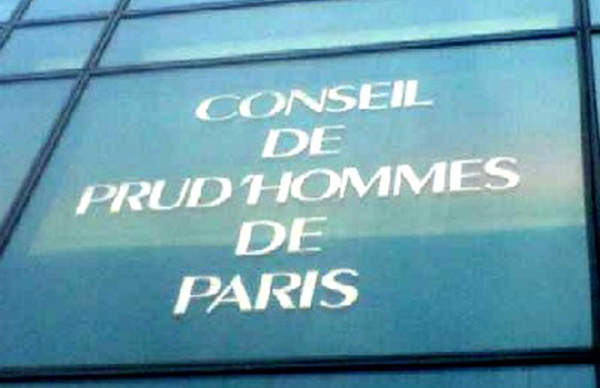 CONSEIL
DE
PRUD'HOMMES
DE
PARIS